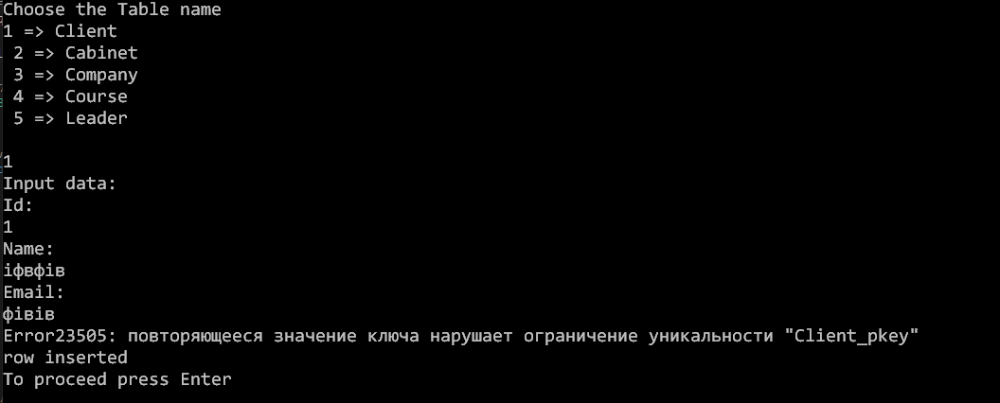 Choose the Table name
1 => Client
2 => Cabinet
3 => Company
4 => Course
5 => Leader
1
Input data:
Id:
1
Name:
іфвфів
Email:
фівів
Error23505: повторяющееся значение ключа нарушает ограничение уникальности "Client_pkey"
row inserted
To proceed press Enter